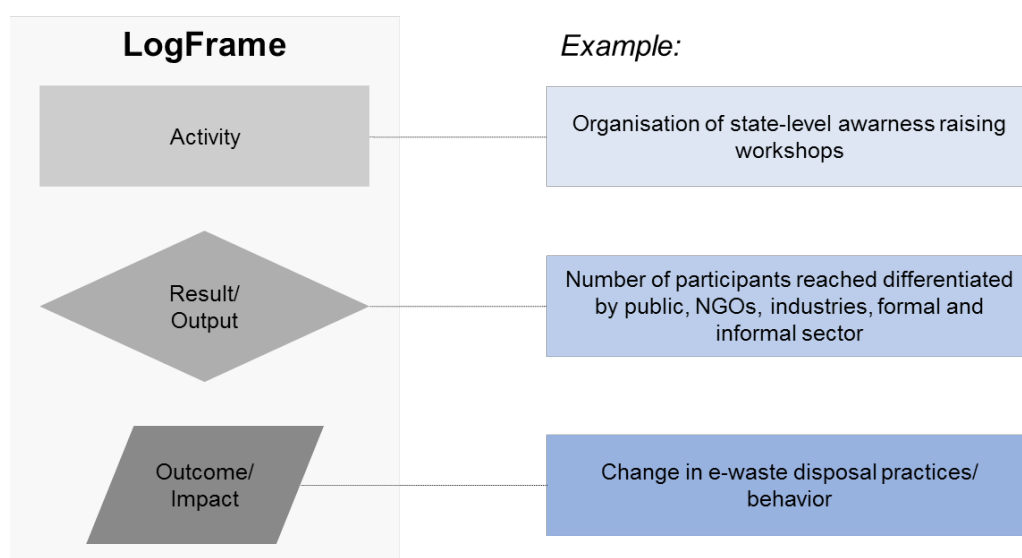 LogFrame
Example:
Activity
Organisation of state-level awarness raising
workshops
Result/
Output
Number of participants reached differentiated
by public, NGOs, industries, formal and
informal sector
Outcome/
Impact
Change in e-waste disposal practices/
behavior